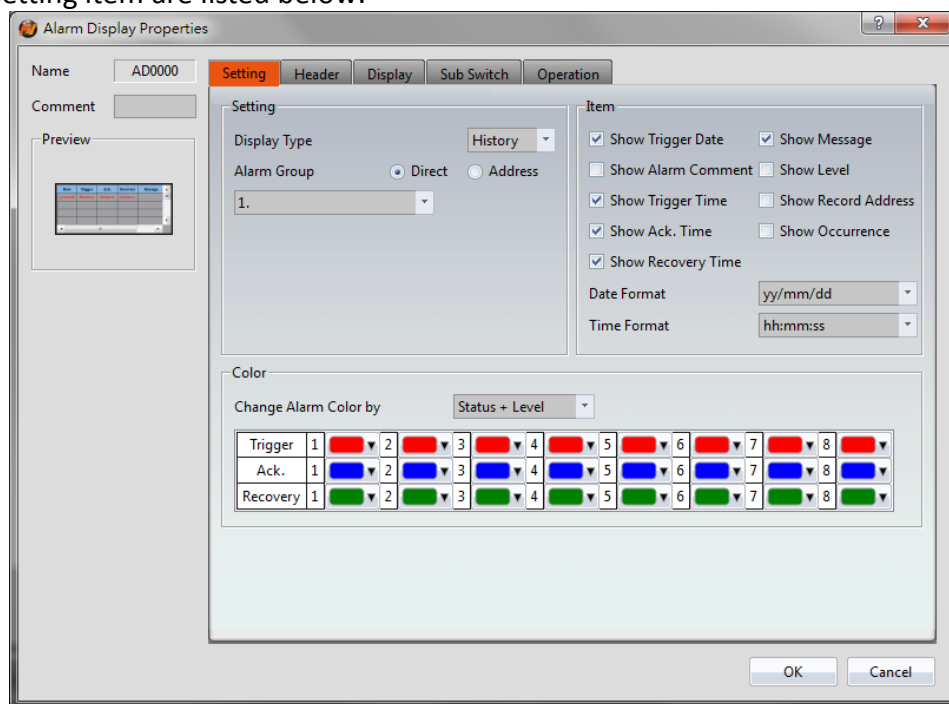 etting item are listed below.
Alarm Display Properties
Name AD0000
Comment
Preview
Setting Header Display Sub Switch Operation
Setting
Display Type History
Alarm Group Direct Address
1.
Item
Show Trigger Date Show Message
Show Alarm Comment Show Level
Show Trigger Time Show Record Address
Show Ack. Time Show Occurrence
Show Recovery Time
Date Format yy/mm/dd
Time Format hh:mm:ss
Color
Change Alarm Color by Status + Level
Trigger 1 2 3 4 5 6 7 8
Ack. 1 2 3 4 5 6 7 8
Recovery 1 2 3 4 5 6 7 8
OK Cancel